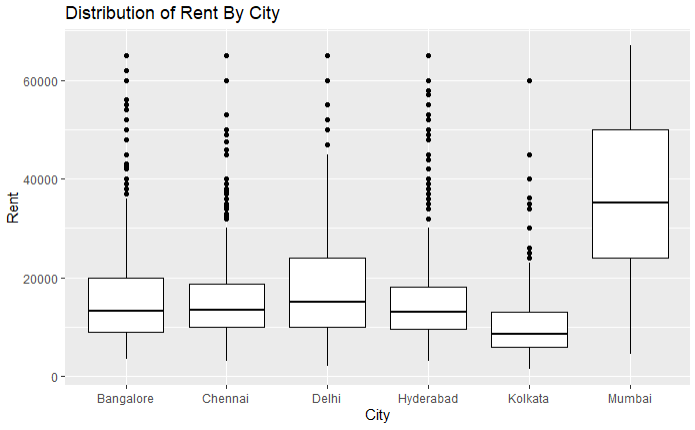 Distribution of Rent By City
60000
40000
20000
0
Rent
Bangalore Chennai Delhi Hyderabad Kolkata Mumbai
City